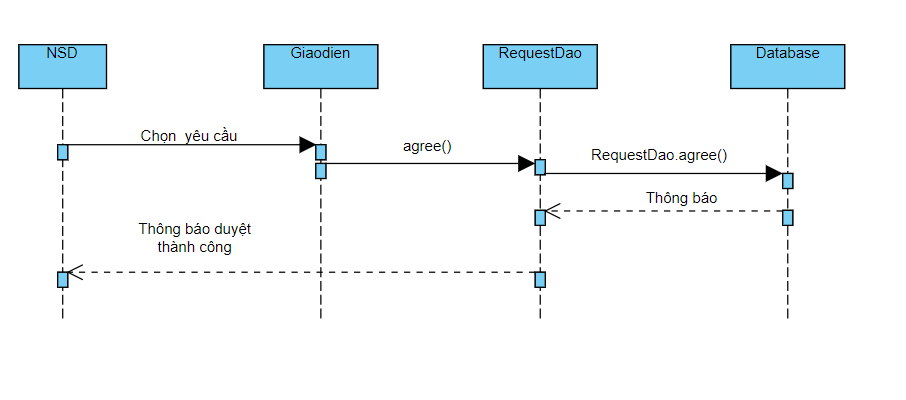 NSD
Giaodien
RequestDao
Database
Chọn  yêu cầu
agree()
RequestDao.agree()
Thông báo
Thông báo duyệt
thành công